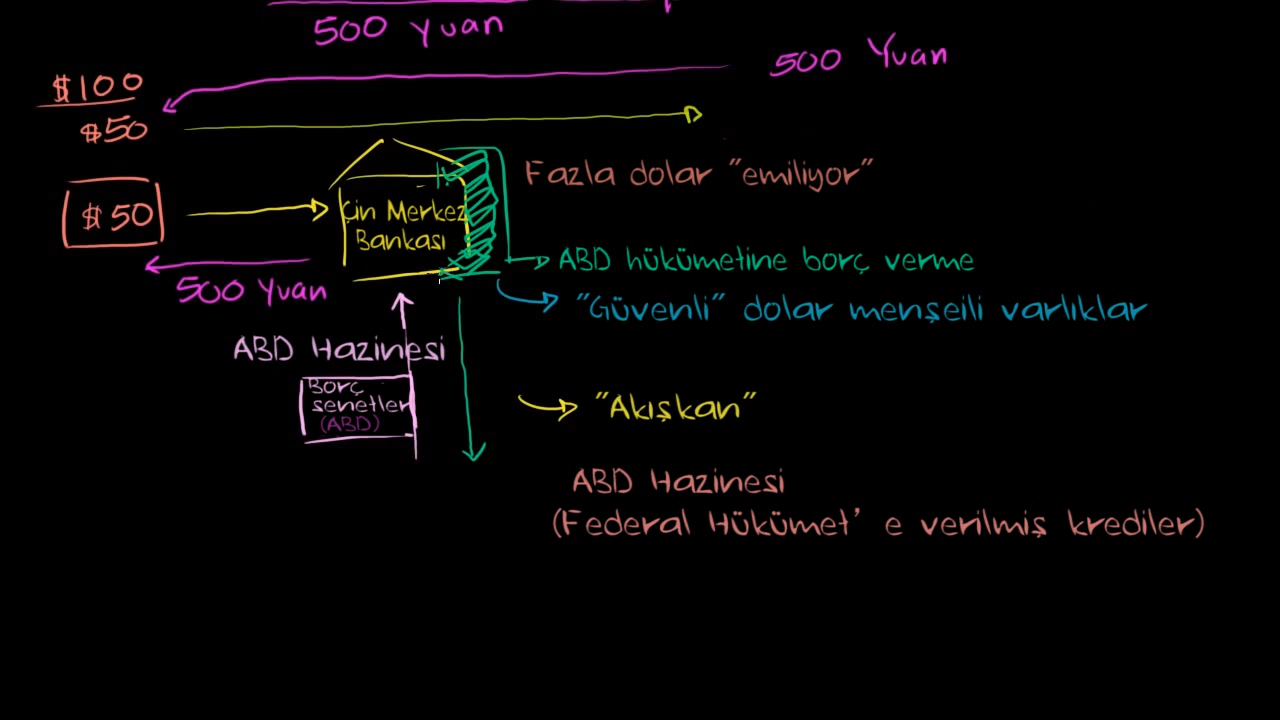 500 Yuan
500 Yuan
$100
$50
Fazla dolar "emiliyor"
$50
Çin Merkez
Bankası
ABD hükümetine borç verme
500 Yuan
"Güvenli" dolar menşeili varlıklar
ABD Hazinesi
Borç
senetler
(ABD)
"Akışkan"
ABD Hazinesi
(Federal Hükümet' e verilmiş krediler)